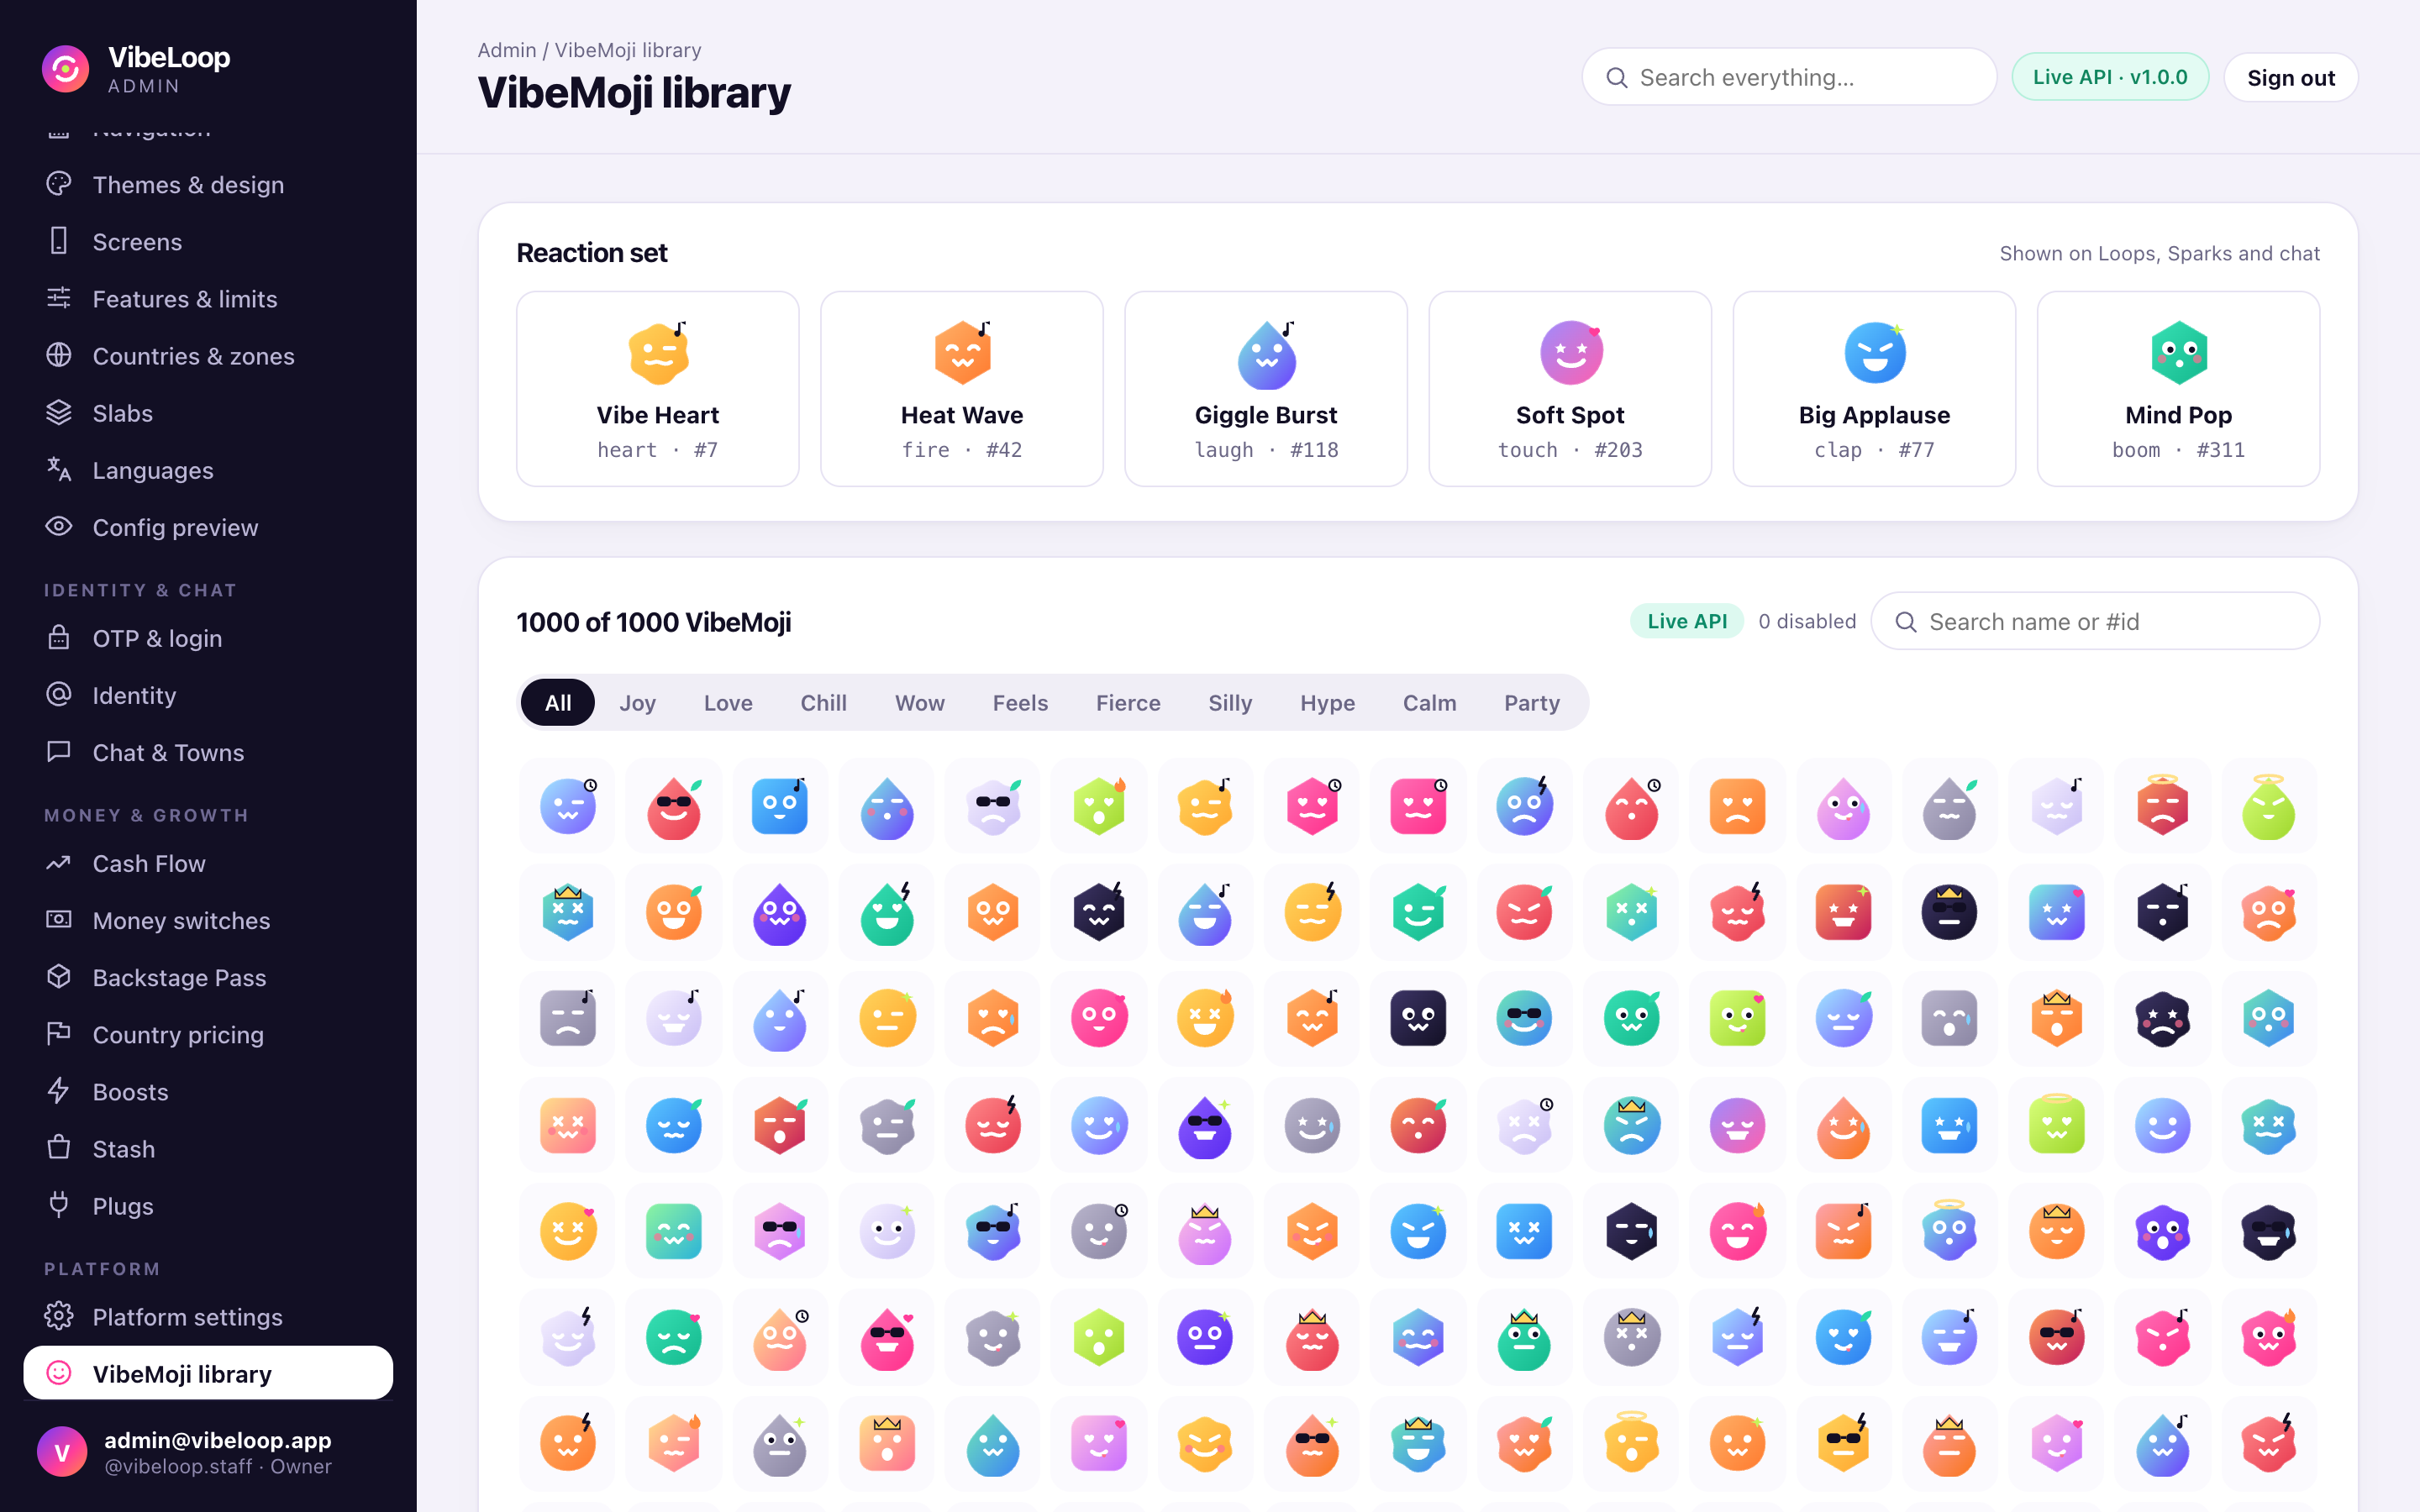 VibeLoop
ADMIN
Navigation
Themes & design
Screens
Features & limits
Countries & zones
Slabs
Languages
Config preview
IDENTITY & CHAT
OTP & login
Identity
Chat & Towns
MONEY & GROWTH
Cash Flow
Money switches
Backstage Pass
Country pricing
Boosts
Stash
Plugs
PLATFORM
Platform settings
VibeMoji library
V
admin@vibeloop.app
@vibeloop.staff · Owner
Admin / VibeMoji library
VibeMoji library
Search everything...
Live API · v1.0.0
Sign out
Reaction set
Shown on Loops, Sparks and chat
Vibe Heart
heart · #7
Heat Wave
fire · #42
Giggle Burst
laugh · #118
Soft Spot
touch · #203
Big Applause
clap · #77
Mind Pop
boom · #311
1000 of 1000 VibeMoji
Live API
0 disabled
Search name or #id
All Joy Love Chill Wow Feels Fierce Silly Hype Calm Party